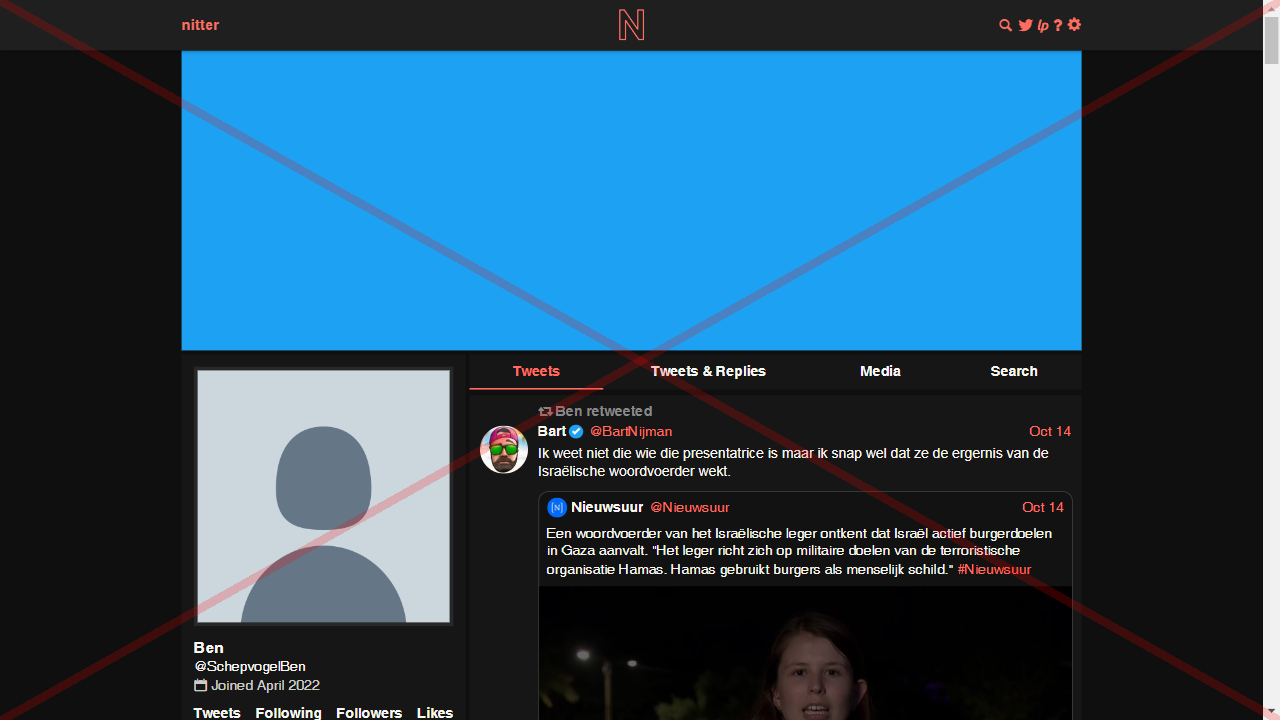 nitter
N
lp ?
Tweets Tweets & Replies Media Search
Ben retweeted
Bart @BartNijman Oct 14
Ik weet niet die wie die presentatrice is maar ik snap wel dat ze de ergernis van de
Israëlische woordvoerder wekt.
[N] Nieuwsuur @Nieuwsuur Oct 14
Een woordvoerder van het Israëlische leger ontkent dat Israël actief burgerdoelen
in Gaza aanvalt. "Het leger richt zich op militaire doelen van de terroristische
organisatie Hamas. Hamas gebruikt burgers als menselijk schild." #Nieuwsuur
Ben
@SchepvogelBen
Joined April 2022
Tweets Following Followers Likes